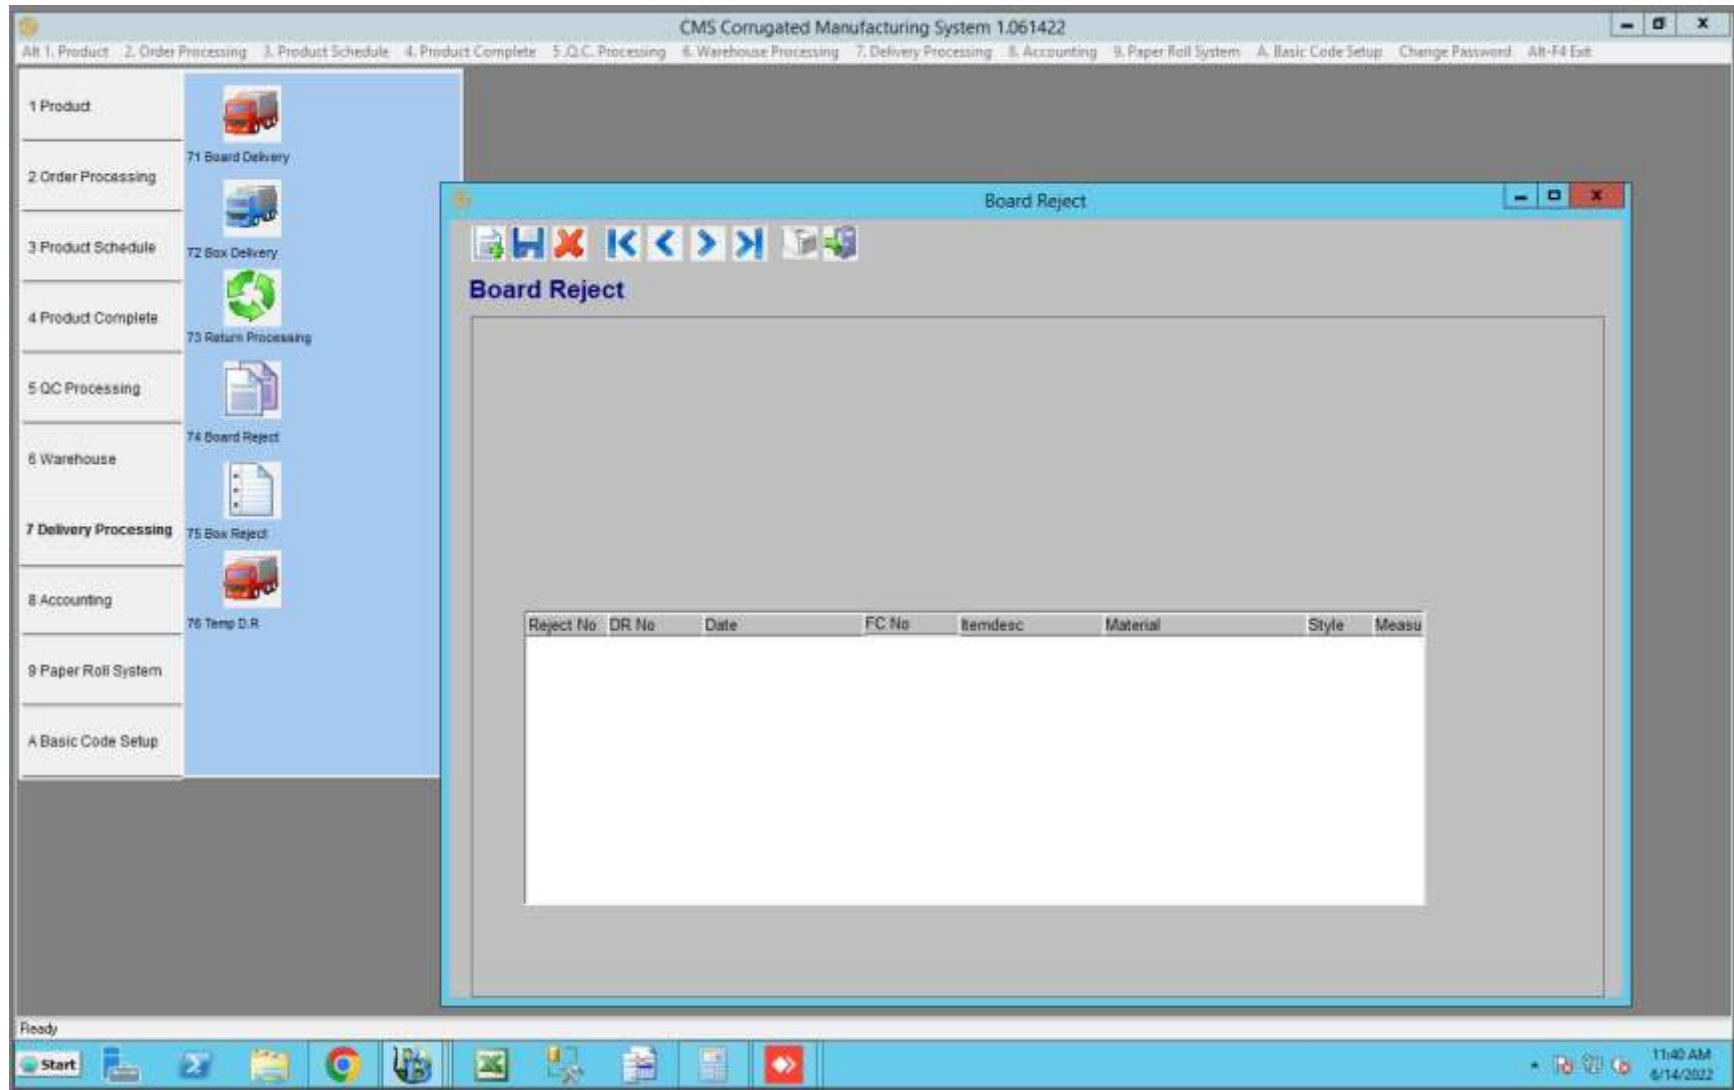 CMS Corrugated Manufacturing System 1.061422
Alt 1. Product 2. Order Processing 3. Product Schedule 4. Product Complete 5 .Q.C. Processing 6. Warehouse Processing 7. Delivery Processing 8. Accounting 9. Paper Roll System A. Basic Code Setup Change Password Alt-F4 Exit
1 Product
2 Order Processing
3 Product Schedule
4 Product Complete
5 QC Processing
6 Warehouse
7 Delivery Processing
8 Accounting
9 Paper Roll System
A Basic Code Setup
71 Board Delivery
72 Box Delivery
73 Return Processing
74 Board Reject
75 Box Reject
76 Temp D.R
Board Reject
Board Reject
Reject No DR No Date FC No Itemdesc Material Style Measu
Ready
Start
11:40 AM
6/14/2022